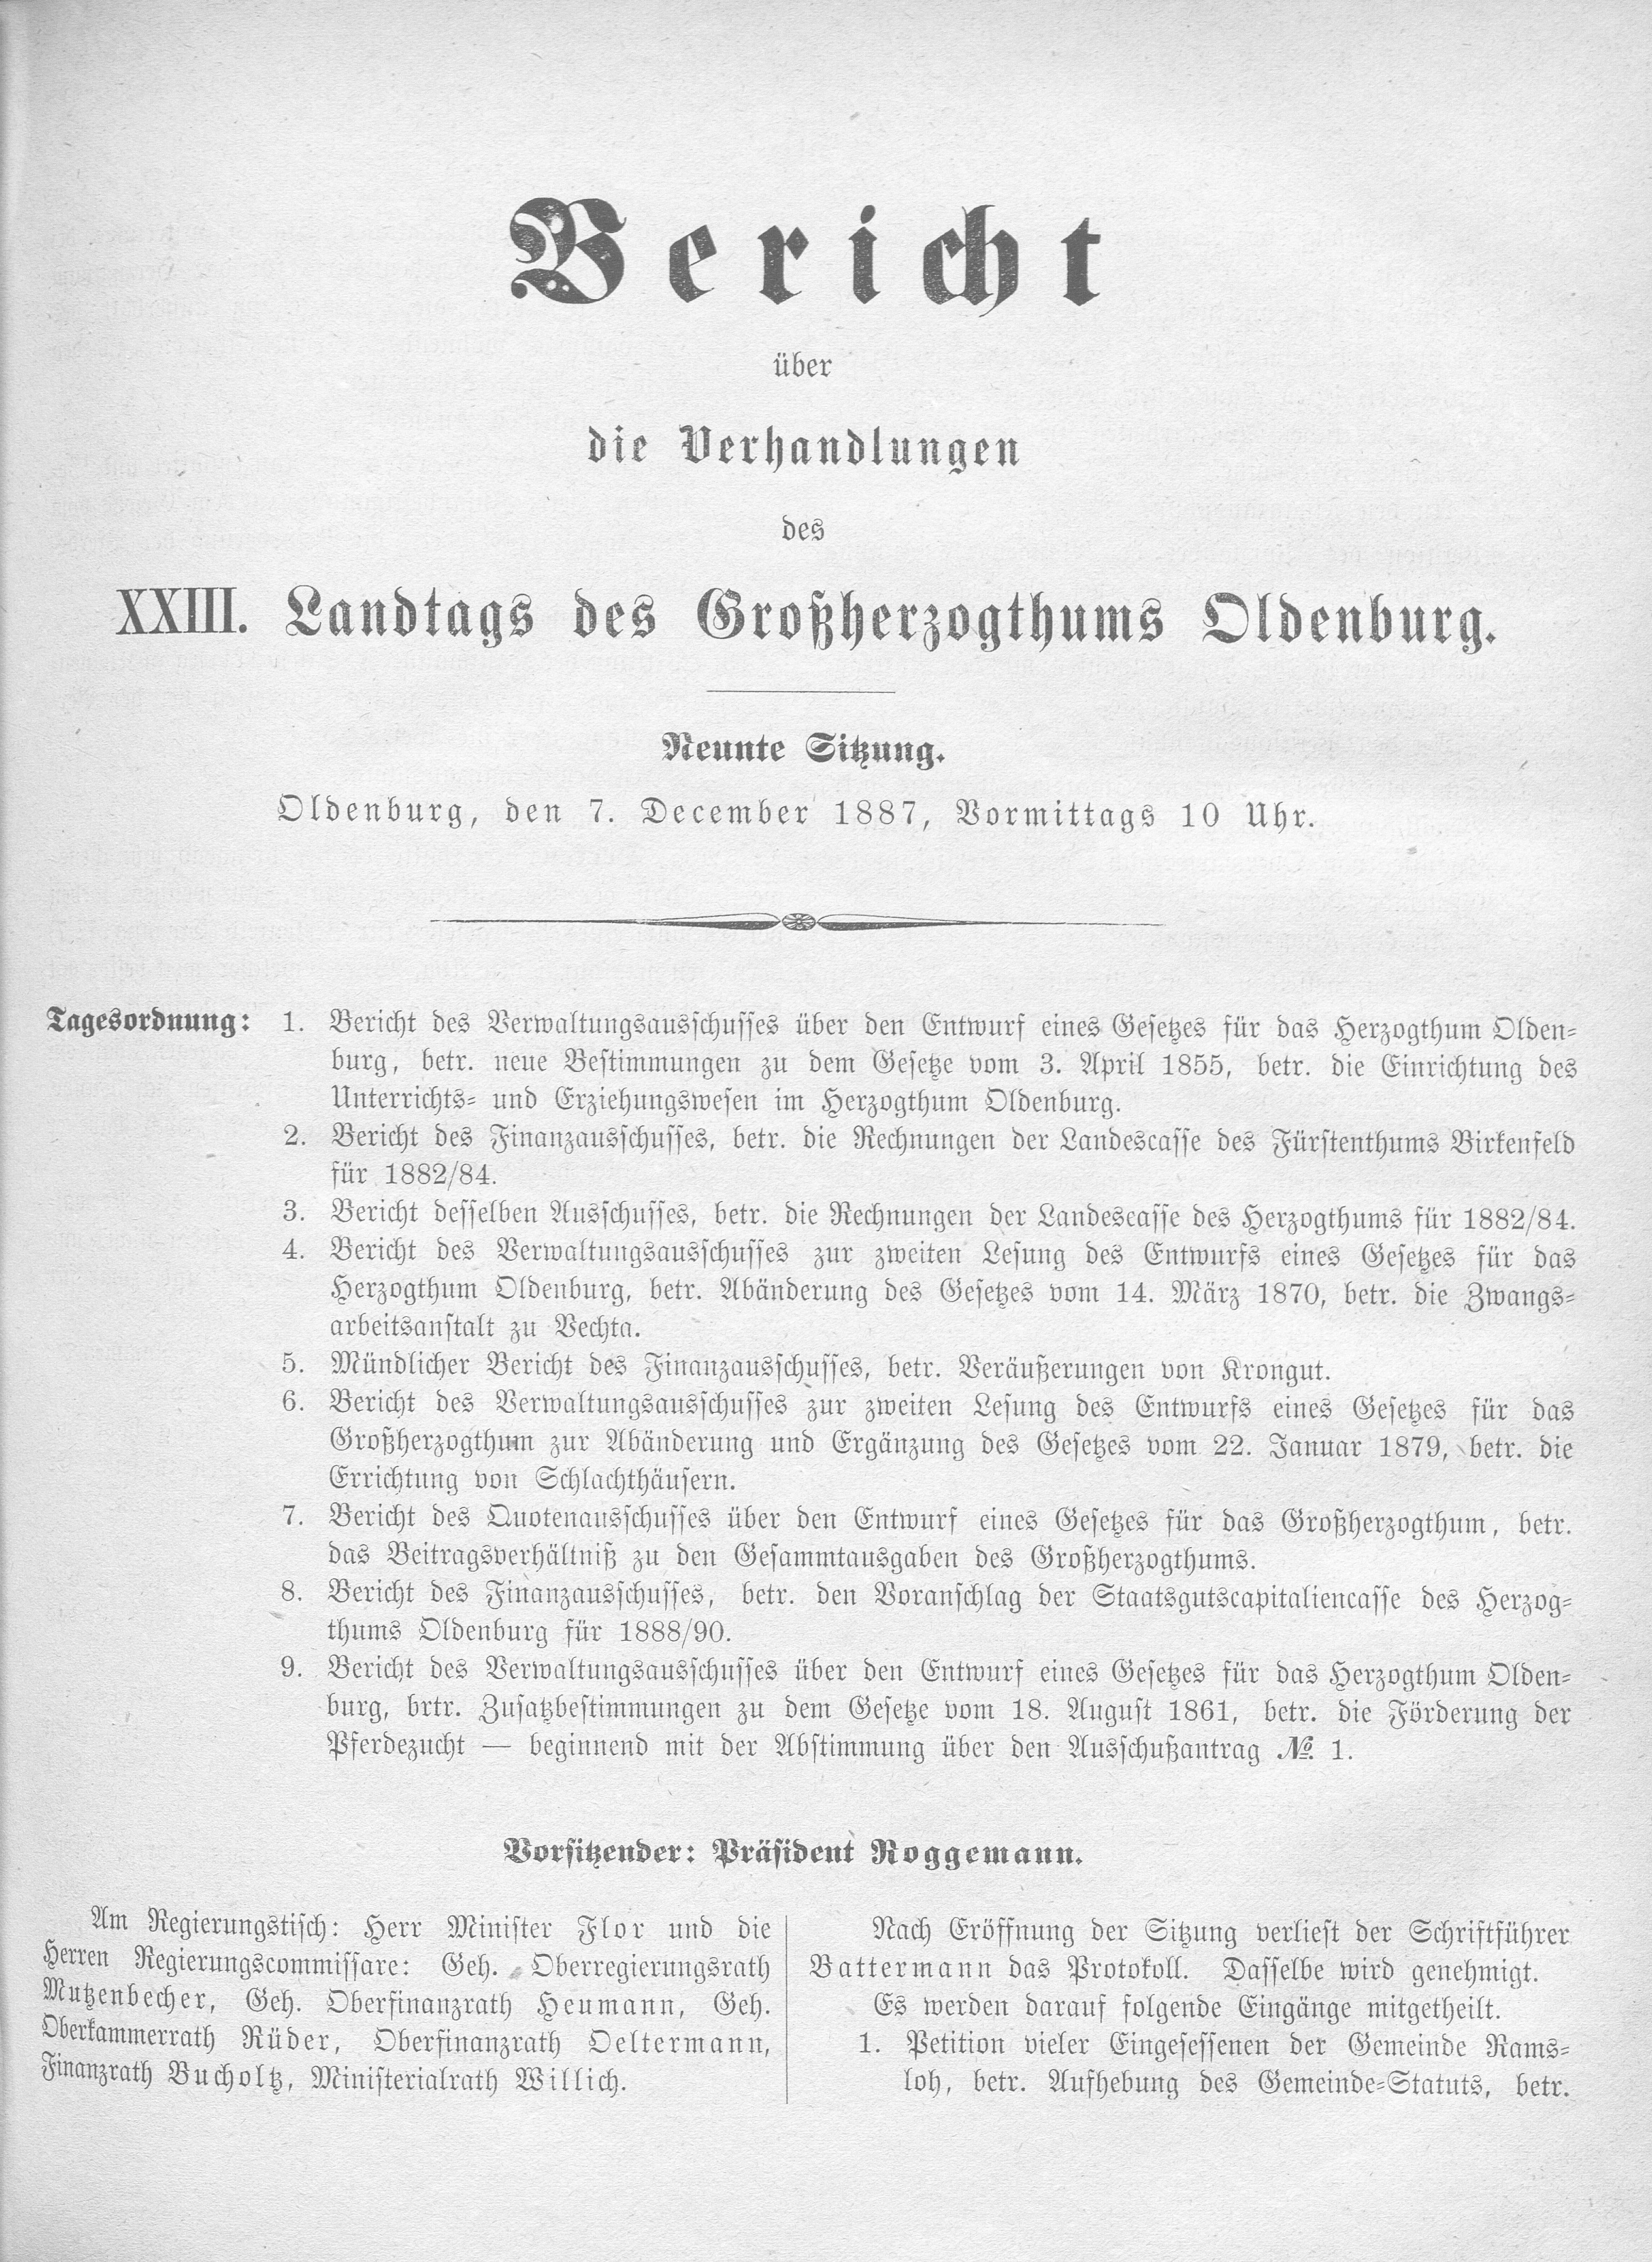 Bericht
über
die Verhandlungen
des
XXIII. Landtags des Großherzogthums Oldenburg.
Neunte Sitzung.
Oldenburg, den 7. December 1887, Vormittags 10 Uhr.
Tagesordnung: 1. Bericht des Verwaltungsausschusses über den Entwurf eines Gesetzes für das Herzogthum Olden-
burg, betr. neue Bestimmungen zu dem Gesetze vom 3. April 1855, betr. die Einrichtung des
Unterrichts- und Erziehungswesen im Herzogthum Oldenburg.
2. Bericht des Finanzausschusses, betr. die Rechnungen der Landescasse des Fürstenthums Birkenfeld
für 1882/84.
3. Bericht desselben Ausschusses, betr. die Rechnungen der Landeseasse des Herzogthums für 1882/84.
4. Bericht des Verwaltungsausschusses zur zweiten Lesung des Entwurfs eines Gesetzes für das
Herzogthum Oldenburg, betr. Abänderung des Gesetzes vom 14. März 1870, betr. die Zwangs-
arbeitsanstalt zu Vechta.
5. Mündlicher Bericht des Finanzausschusses, betr. Veräußerungen von Krongut.
6. Bericht des Verwaltungsausschusses zur zweiten Lesung des Entwurfs eines Gesetzes für das
Großherzogthum zur Abänderung und Ergänzung des Gesetzes vom 22. Januar 1879, betr. die
Errichtung von Schlachthäusern.
7. Bericht des Quotenausschusses über den Entwurf eines Gesetzes für das Großherzogthum, betr.
das Beitragsverhältniß zu den Gesammtausgaben des Großherzogthums.
8. Bericht des Finanzausschusses, betr. den Voranschlag der Staatsgutscapitaliencasse des Herzog-
thums Oldenburg für 1888/90.
9. Bericht des Verwaltungsausschusses über den Entwurf eines Gesetzes für das Herzogthum Olden-
burg, brtr. Zusatzbestimmungen zu dem Gesetze vom 18. August 1861, betr. die Förderung der
Pferdezucht — beginnend mit der Abstimmung über den Ausschußantrag № 1.
Vorsitzender: Präsident Roggemann.
Am Regierungstisch: Herr Minister Flor und die
Herren Regierungscommissare: Geh. Oberregierungsrath
Mutzenbecher, Geh. Oberfinanzrath Heumann, Geh.
Oberkammerrath Rüder, Oberfinanzrath Oeltermann,
Finanzrath Bucholtz, Ministerialrath Willich.
Nach Eröffnung der Sitzung verliest der Schriftführer
Battermann das Protokoll. Dasselbe wird genehmigt.
Es werden darauf folgende Eingänge mitgetheilt.
1. Petition vieler Eingesessenen der Gemeinde Rams-
loh, betr. Aufhebung des Gemeinde-Statuts, betr.